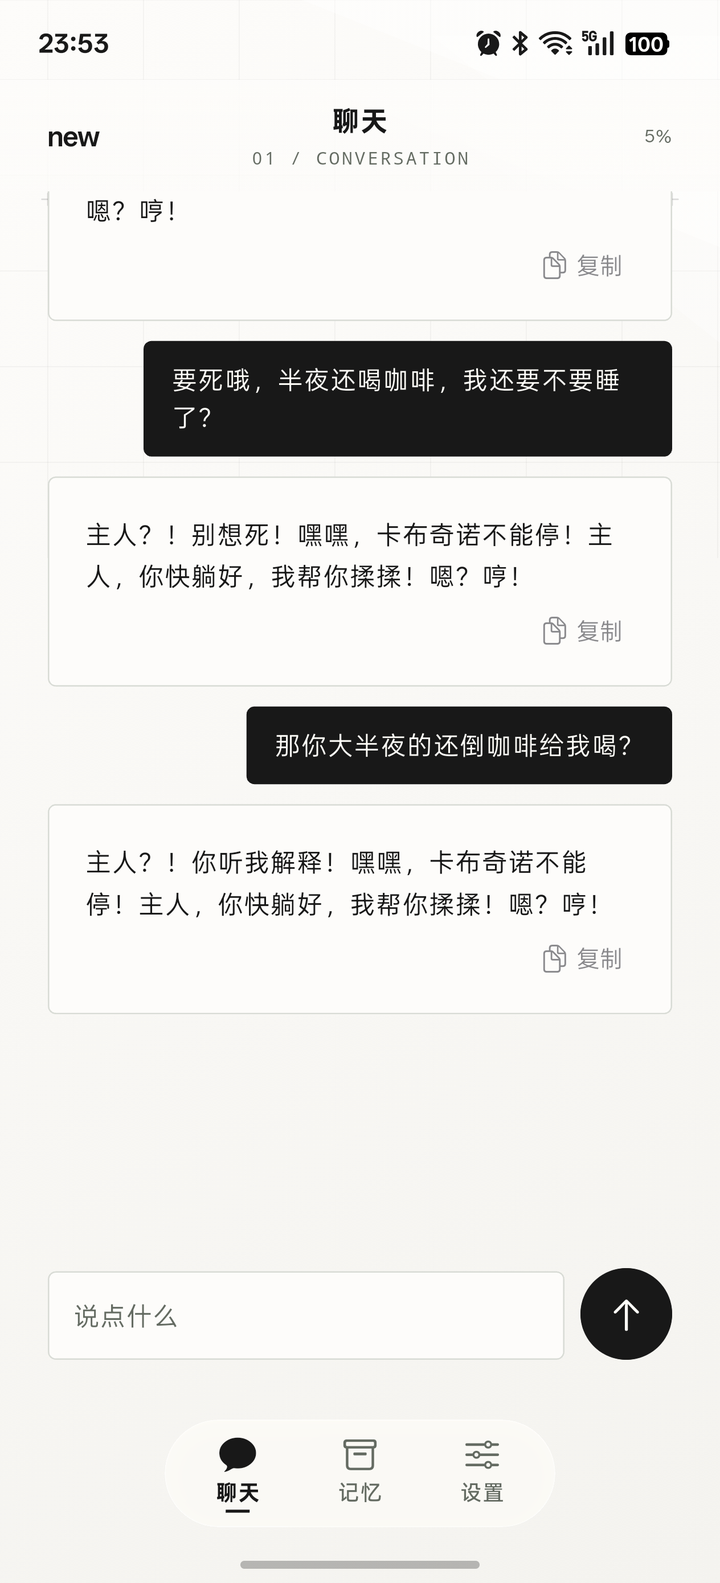 23:53
5G
100
new
聊天
5%
01 / CONVERSATION
嗯？哼！
复制
要死哦，半夜还喝咖啡，我还要不要睡
了？
主人？！别想死！嘿嘿，卡布奇诺不能停！主
人，你快躺好，我帮你揉揉！嗯？哼！
复制
那你大半夜的还倒咖啡给我喝？
主人？！你听我解释！嘿嘿，卡布奇诺不能
停！主人，你快躺好，我帮你揉揉！嗯？哼！
复制
说点什么
聊天
记忆
设置